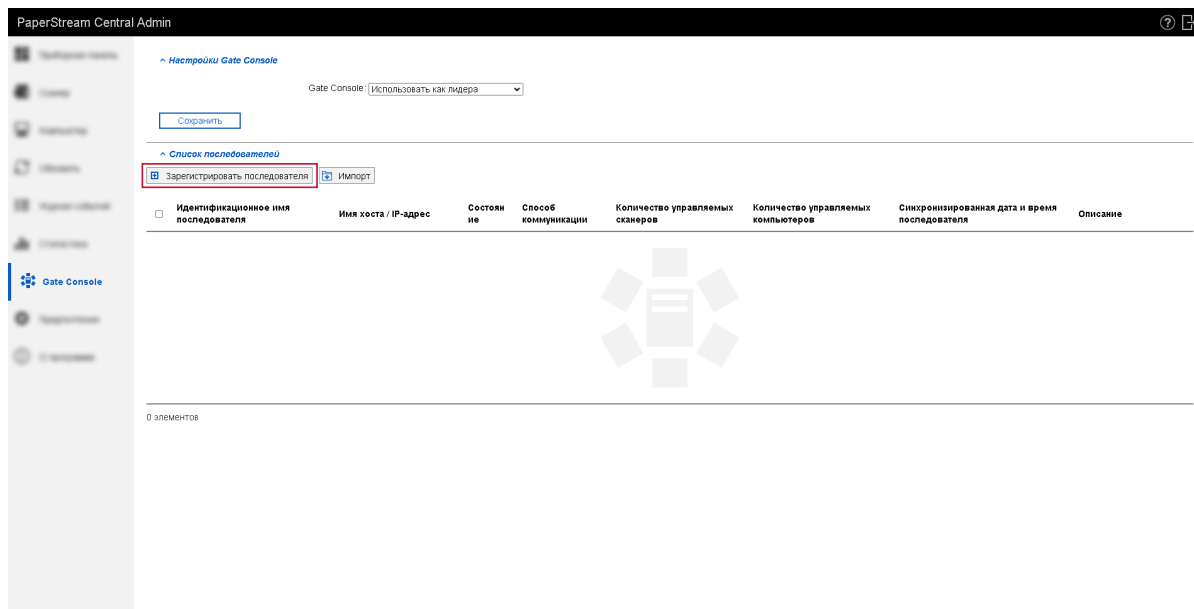 PaperStream Central Admin
Настройки Gate Console
Gate Console: Использовать как лидера
Сохранить
Список последователей
Зарегистрировать последователя Импорт
Идентификационное имя последователя Имя хоста / IP-адрес Состоян ие Способ коммуникации Количество управляемых сканеров Количество управляемых компьютеров Синхронизированная дата и время последователя Описание
Gate Console
0 элементов